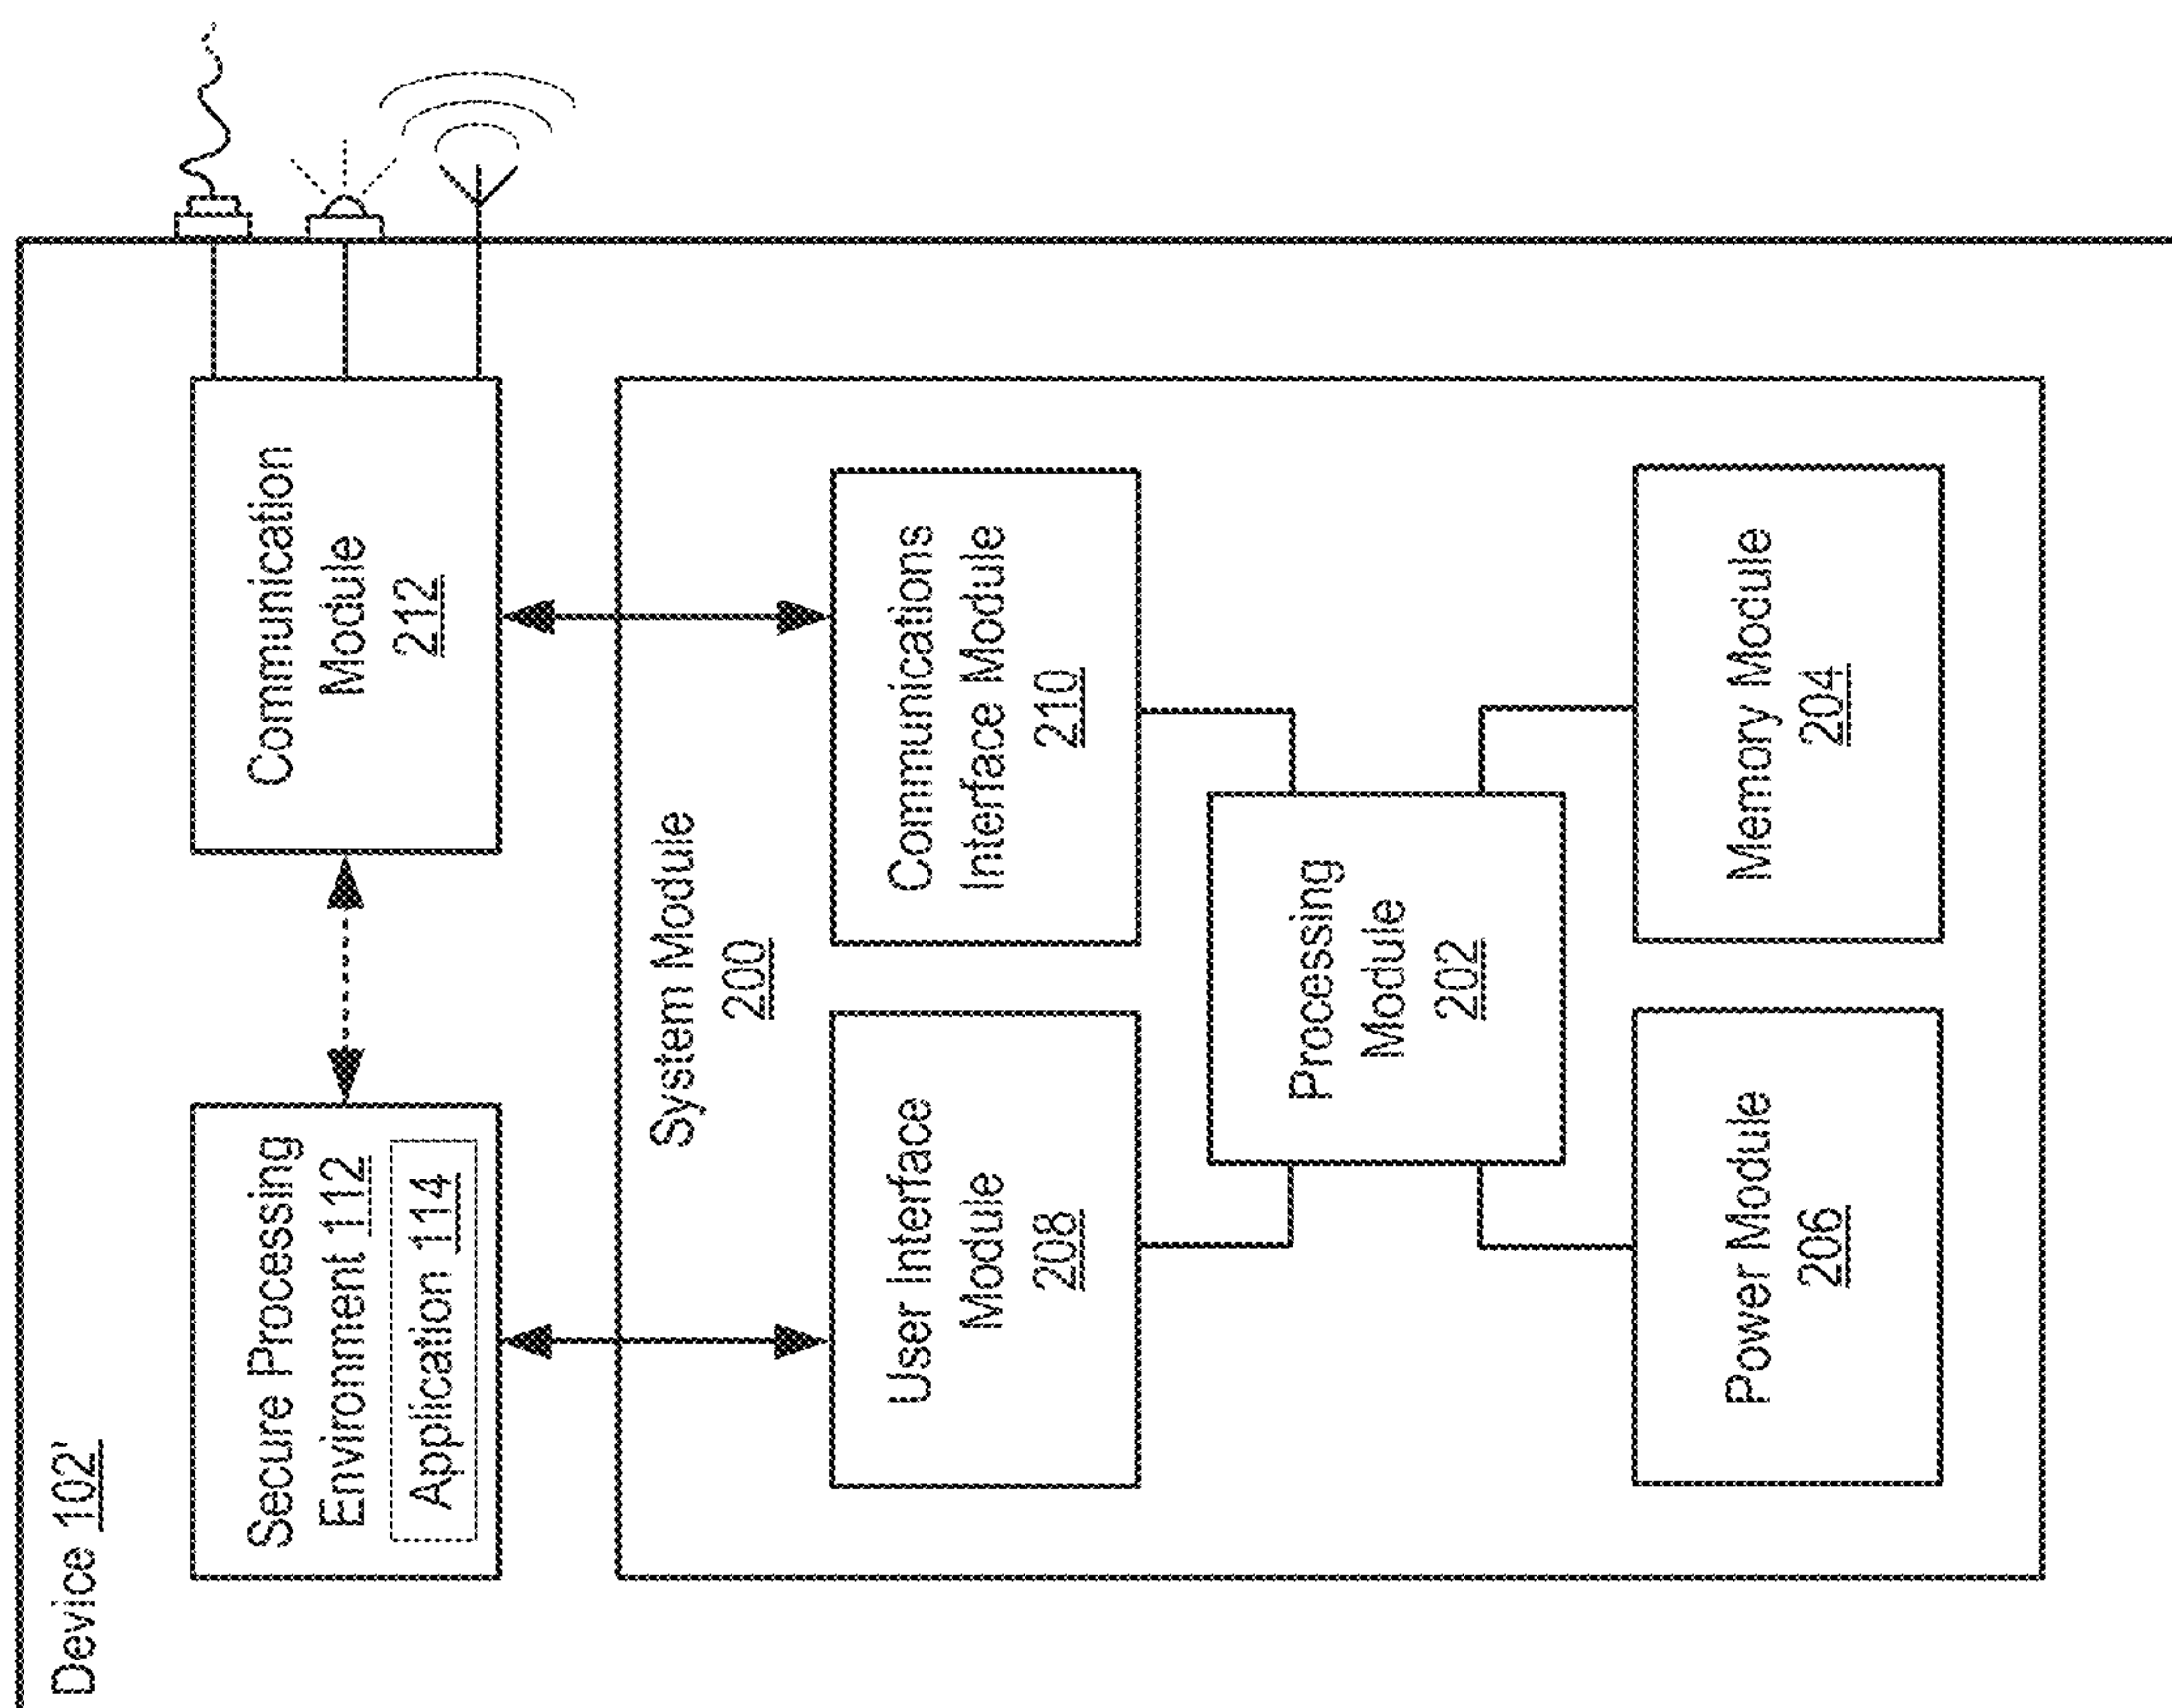 Device 102'
Secure Processing
Environment 112
Application 114
Communication
Module
212
System Module
200
User Interface
Module
208
Communications
Interface Module
210
Processing
Module
202
Power Module
206
Memory Module
204